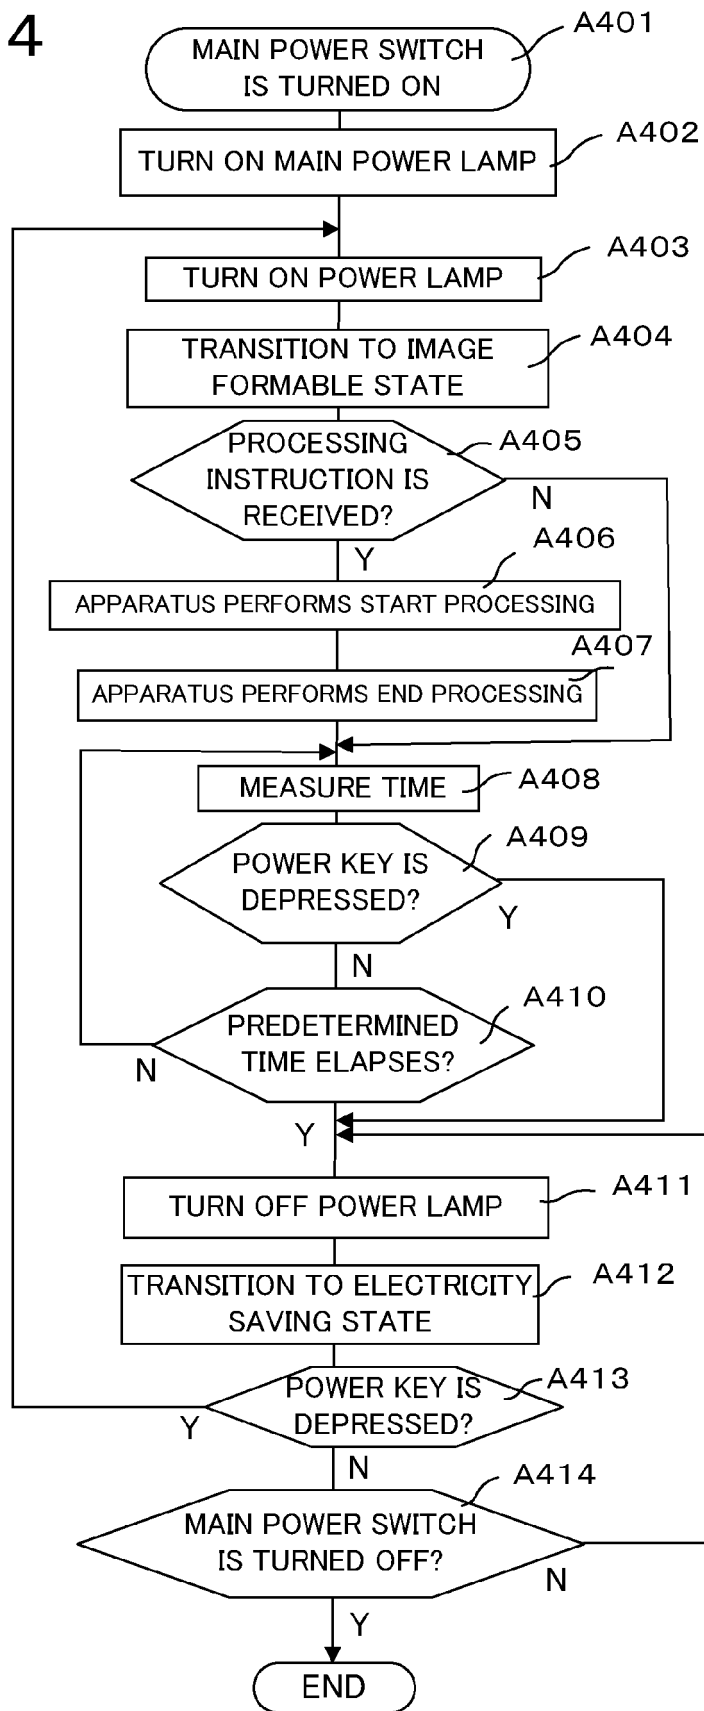 4
A401
MAIN POWER SWITCH
IS TURNED ON
A402
TURN ON MAIN POWER LAMP
A403
TURN ON POWER LAMP
A404
TRANSITION TO IMAGE
FORMABLE STATE
A405
PROCESSING
INSTRUCTION IS
RECEIVED?
N
Y
A406
APPARATUS PERFORMS START PROCESSING
A407
APPARATUS PERFORMS END PROCESSING
A408
MEASURE TIME
A409
POWER KEY IS
DEPRESSED?
Y
N
A410
PREDETERMINED
TIME ELAPSES?
N
Y
A411
TURN OFF POWER LAMP
A412
TRANSITION TO ELECTRICITY
SAVING STATE
A413
POWER KEY IS
DEPRESSED?
Y
N
A414
MAIN POWER SWITCH
IS TURNED OFF?
N
Y
END